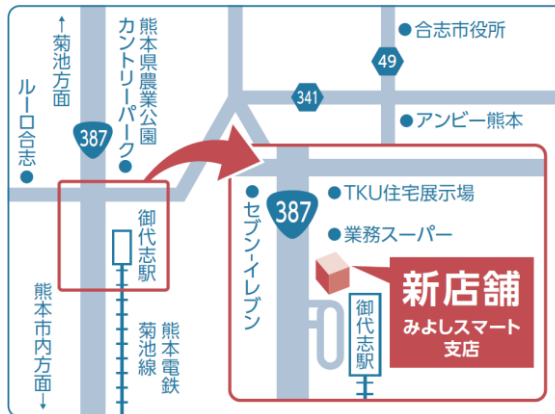 ↑菊池方面
熊本県農業公園
カントリーパーク
ルーロ合志
387
御代志駅
熊本市内方面→
熊本電鉄
菊池線
合志市役所
49
341
アンビー熊本
セブン-イレブン
387
TKU住宅展示場
業務スーパー
御代志駅
新店舗
みよしスマート
支店